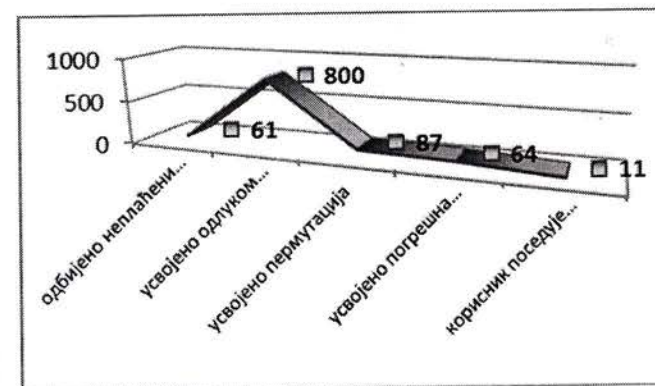 1000
500
0
800
61
87
64
11
одбијено неплаћени...
усвојено одлуком...
усвојено пермутација
усвојено погрешна...
корисник поседује...